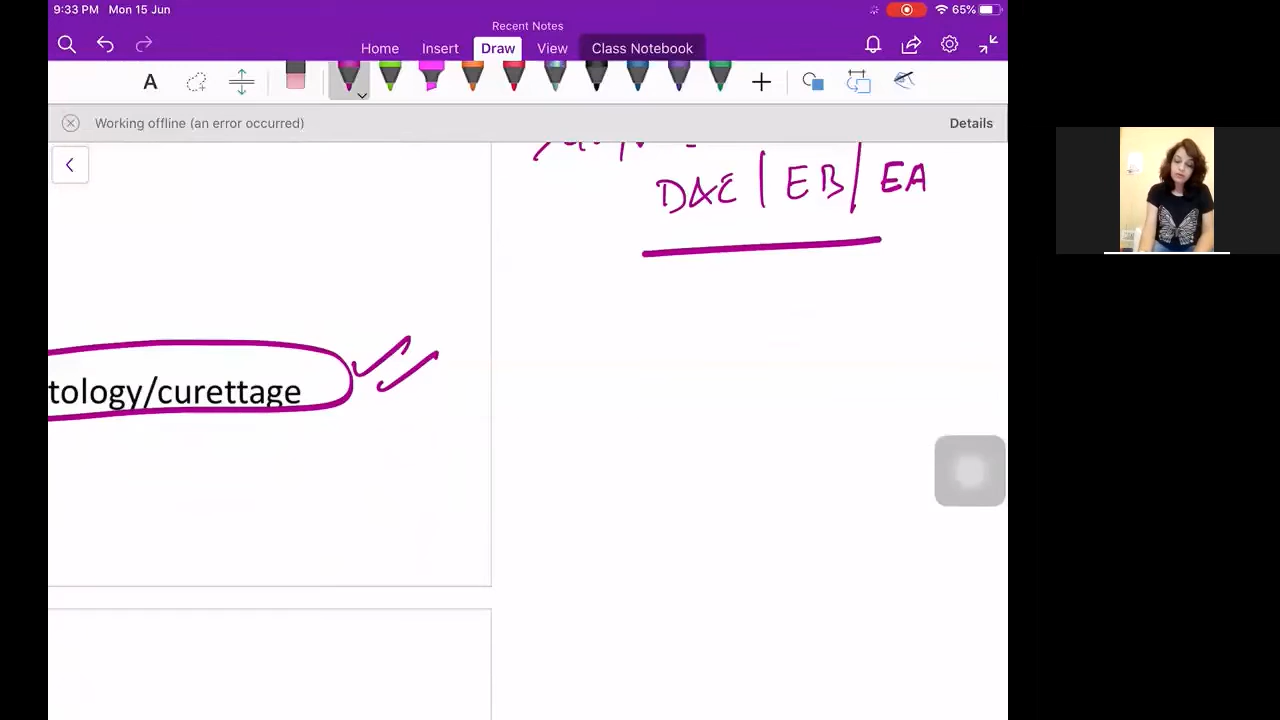 9:33 PM Mon 15 Jun 65%
Recent Notes
Home Insert Draw View Class Notebook
A
Working offline (an error occurred) Details
D&C | EB/ EA
tology/curettage